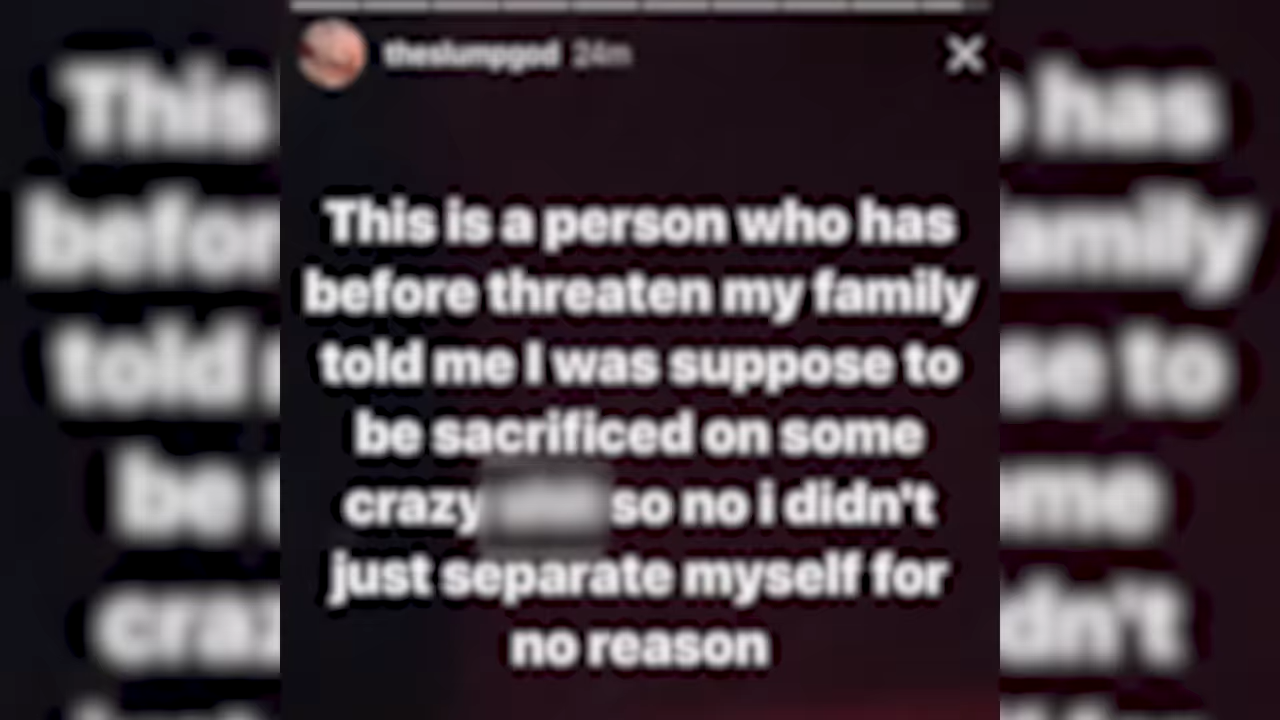 theslumpgod 24m
This is a person who has
before threaten my family
told me I was suppose to
be sacrificed on some
crazy so no i didn't
just separate myself for
no reason